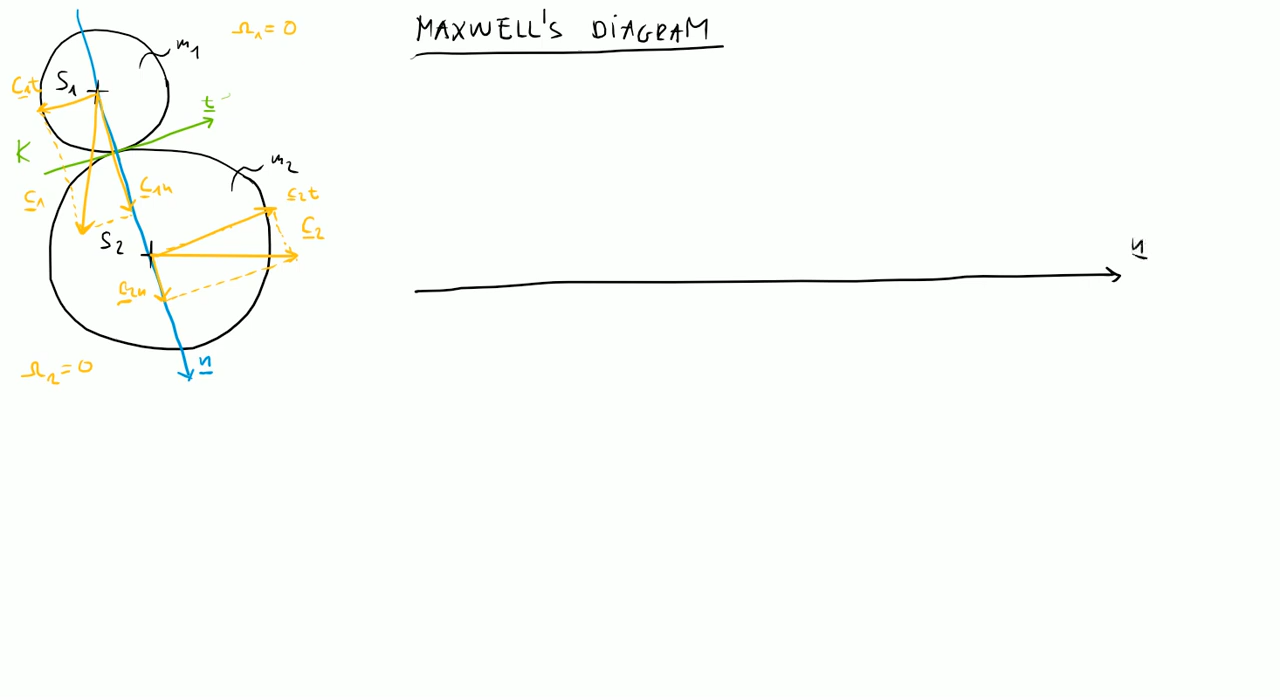 MAXWELL'S DIAGRAM
Ω₁ = 0
m₁
S₁
c₁t
t
K
m₂
c₁
c₁n
c₂t
c₂
S₂
c₂n
n
Ω₂ = 0
n